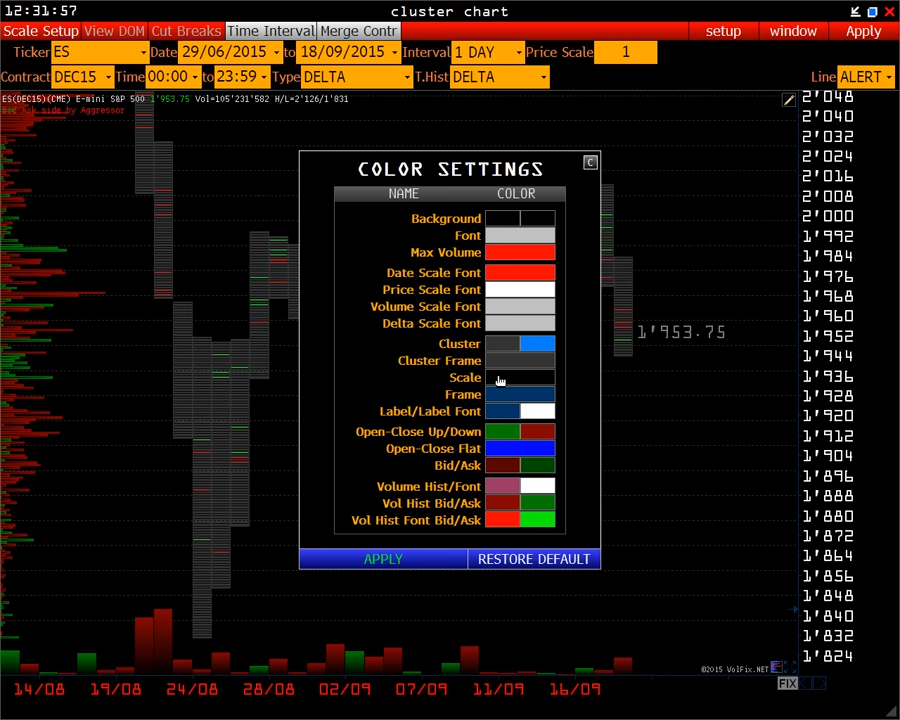 12:31:57 cluster chart
Scale Setup View DOM Cut Breaks Time Interval Merge Contr setup window Apply
Ticker ES Date 29/06/2015 to 18/09/2015 Interval 1 DAY Price Scale 1
Contract DEC15 Time 00:00 to 23:59 Type DELTA T.Hist DELTA Line ALERT
ES(DEC15)(CME) E-mini S&P 500 1'953.75 Vol=105'231'582 H/L=2'126/1'831
Ask side by Aggressor
COLOR SETTINGS C
NAME COLOR
Background
Font
Max Volume
Date Scale Font
Price Scale Font
Volume Scale Font
Delta Scale Font
Cluster
Cluster Frame
Scale
Frame
Label/Label Font
Open-Close Up/Down
Open-Close Flat
Bid/Ask
Volume Hist/Font
Vol Hist Bid/Ask
Vol Hist Font Bid/Ask
APPLY RESTORE DEFAULT
1'953.75
2'048
2'040
2'032
2'024
2'016
2'008
2'000
1'992
1'984
1'976
1'968
1'960
1'952
1'944
1'936
1'928
1'920
1'912
1'904
1'896
1'888
1'880
1'872
1'864
1'856
1'848
1'840
1'832
1'824
©2015 VolFix.NET
14/08 19/08 24/08 28/08 02/09 07/09 11/09 16/09 FIX